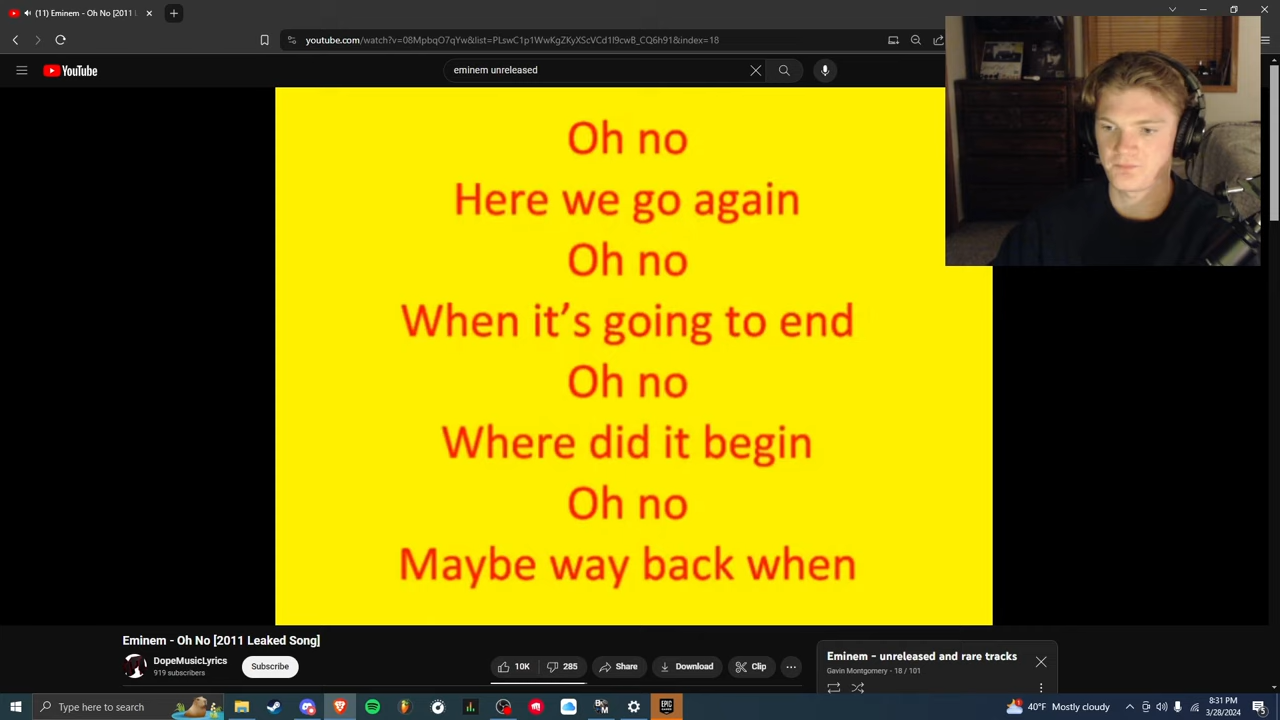 (11) Eminem - Oh No [2011 L
youtube.com/watch?v=08MpbqO7qYw&list=PLswC1p1WwKgZKyXScVCd1l9cwB_CQ6h91&index=18
YouTube
eminem unreleased
Oh no
Here we go again
Oh no
When it’s going to end
Oh no
Where did it begin
Oh no
Maybe way back when
Eminem - Oh No [2011 Leaked Song]
DopeMusicLyrics
919 subscribers
Subscribe
10K
285
Share
Download
Clip
Eminem - unreleased and rare tracks
Gavin Montgomery - 18 / 101
Type here to search
40°F Mostly cloudy
8:31 PM
3/28/2024